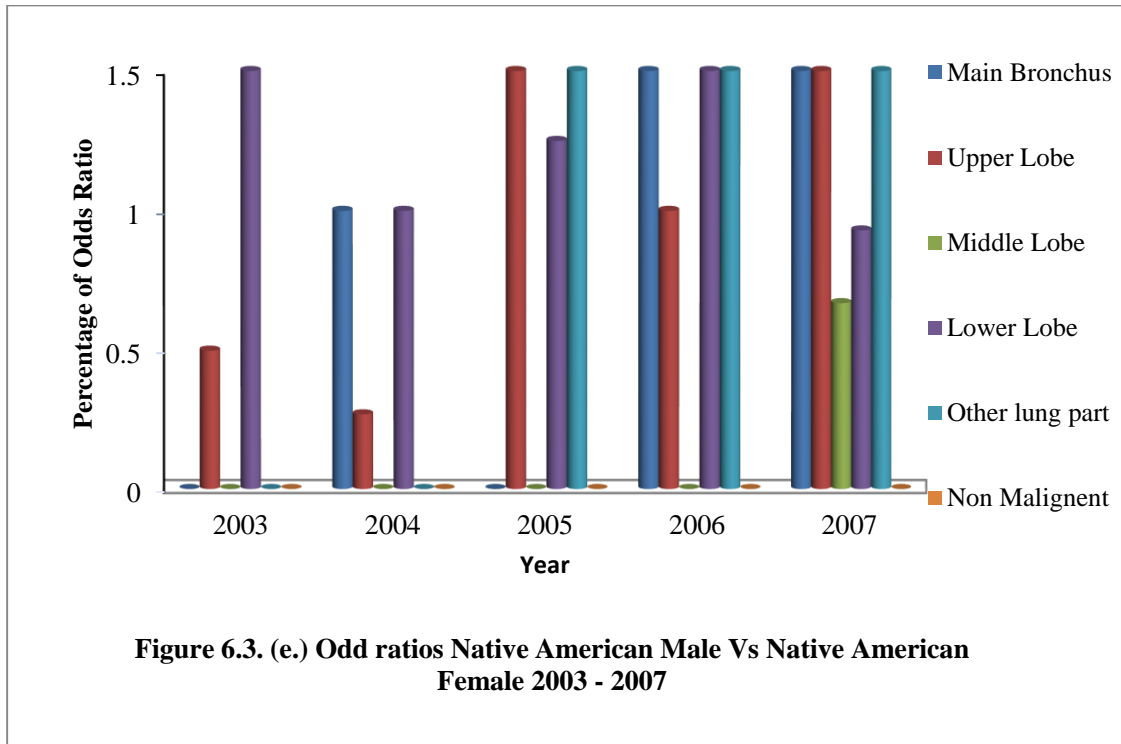 1.5
1
0.5
0
Percentage of Odds Ratio
2003 2004 2005 2006 2007
Year
Main Bronchus
Upper Lobe
Middle Lobe
Lower Lobe
Other lung part
Non Malignent
Figure 6.3. (e.) Odd ratios Native American Male Vs Native American
Female 2003 - 2007